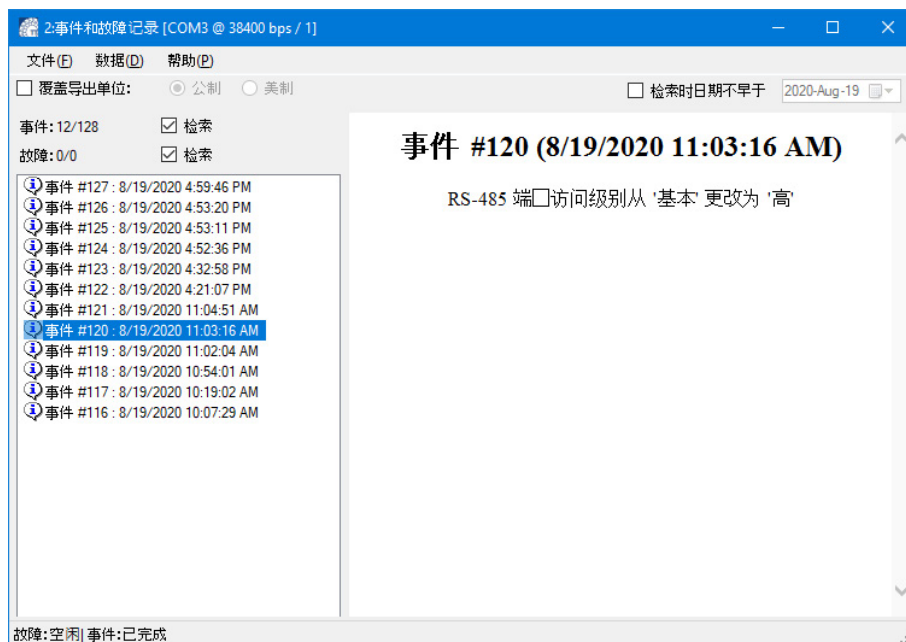 2:事件和故障记录 [COM3 @ 38400 bps / 1]
文件(F) 数据(D) 帮助(P)
覆盖导出单位: 公制 美制 检索时日期不早于 2020-Aug-19
事件: 12/128 检索
故障: 0/0 检索
事件 #127 : 8/19/2020 4:59:46 PM
事件 #126 : 8/19/2020 4:53:20 PM
事件 #125 : 8/19/2020 4:53:11 PM
事件 #124 : 8/19/2020 4:52:36 PM
事件 #123 : 8/19/2020 4:32:58 PM
事件 #122 : 8/19/2020 4:21:07 PM
事件 #121 : 8/19/2020 11:04:51 AM
事件 #120 : 8/19/2020 11:03:16 AM
事件 #119 : 8/19/2020 11:02:04 AM
事件 #118 : 8/19/2020 10:54:01 AM
事件 #117 : 8/19/2020 10:19:02 AM
事件 #116 : 8/19/2020 10:07:29 AM
事件 #120 (8/19/2020 11:03:16 AM)
RS-485 端口访问级别从 '基本' 更改为 '高'
故障:空闲| 事件:已完成